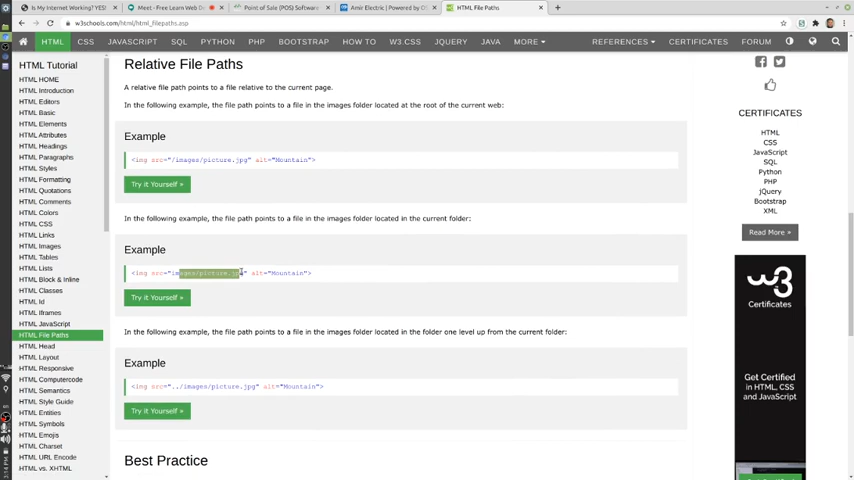 Is My Internet Working? YES!
Meet - Free Learn Web D
Point of Sale (POS) Software
Amir Electric | Powered by O
HTML File Paths
w3schools.com/html/html_filepaths.asp
HTML CSS JAVASCRIPT SQL PYTHON PHP BOOTSTRAP HOW TO W3.CSS JQUERY JAVA MORE REFERENCES CERTIFICATES FORUM
HTML Tutorial
HTML HOME
HTML Introduction
HTML Editors
HTML Basic
HTML Elements
HTML Attributes
HTML Headings
HTML Paragraphs
HTML Styles
HTML Formatting
HTML Quotations
HTML Comments
HTML Colors
HTML CSS
HTML Links
HTML Images
HTML Tables
HTML Lists
HTML Block & Inline
HTML Classes
HTML Id
HTML Iframes
HTML JavaScript
HTML File Paths
HTML Head
HTML Layout
HTML Responsive
HTML Computercode
HTML Semantics
HTML Style Guide
HTML Entities
HTML Symbols
HTML Emojis
HTML Charset
HTML URL Encode
HTML vs. XHTML
Relative File Paths
A relative file path points to a file relative to the current page.
In the following example, the file path points to a file in the images folder located at the root of the current web:
Example
<img src="/images/picture.jpg" alt="Mountain">
Try it Yourself »
In the following example, the file path points to a file in the images folder located in the current folder:
Example
<img src="images/picture.jpg" alt="Mountain">
Try it Yourself »
In the following example, the file path points to a file in the images folder located in the folder one level up from the current folder:
Example
<img src="../images/picture.jpg" alt="Mountain">
Try it Yourself »
Best Practice
CERTIFICATES
HTML
CSS
JavaScript
SQL
Python
PHP
jQuery
Bootstrap
XML
Read More »
w3
Certificates
Get Certified
in HTML, CSS,
and JavaScript